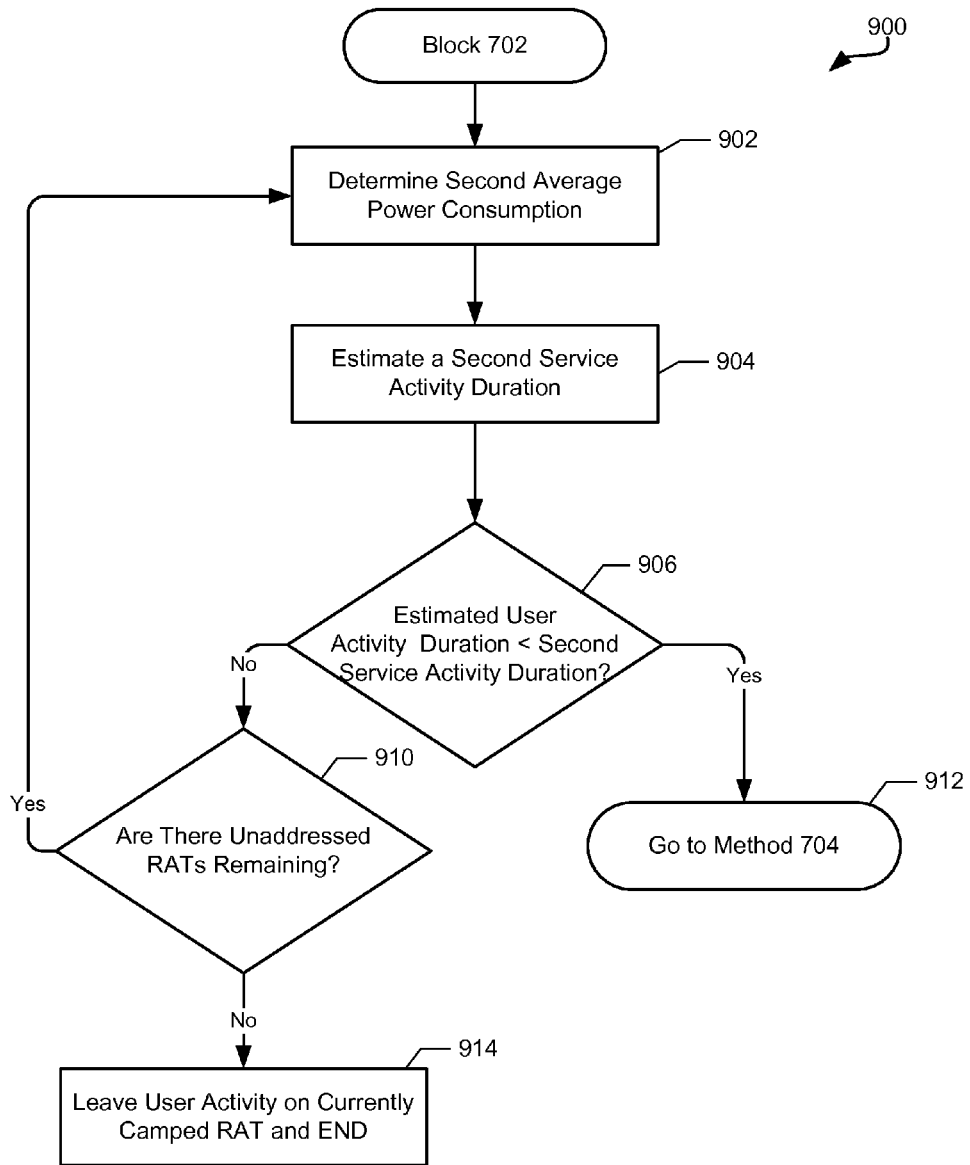 Block 702
900
902
Determine Second Average
Power Consumption
Estimate a Second Service
Activity Duration
904
906
Estimated User
Activity Duration < Second
Service Activity Duration?
No
Yes
910
912
Yes
Are There Unaddressed
RATs Remaining?
Go to Method 704
No
914
Leave User Activity on Currently
Camped RAT and END